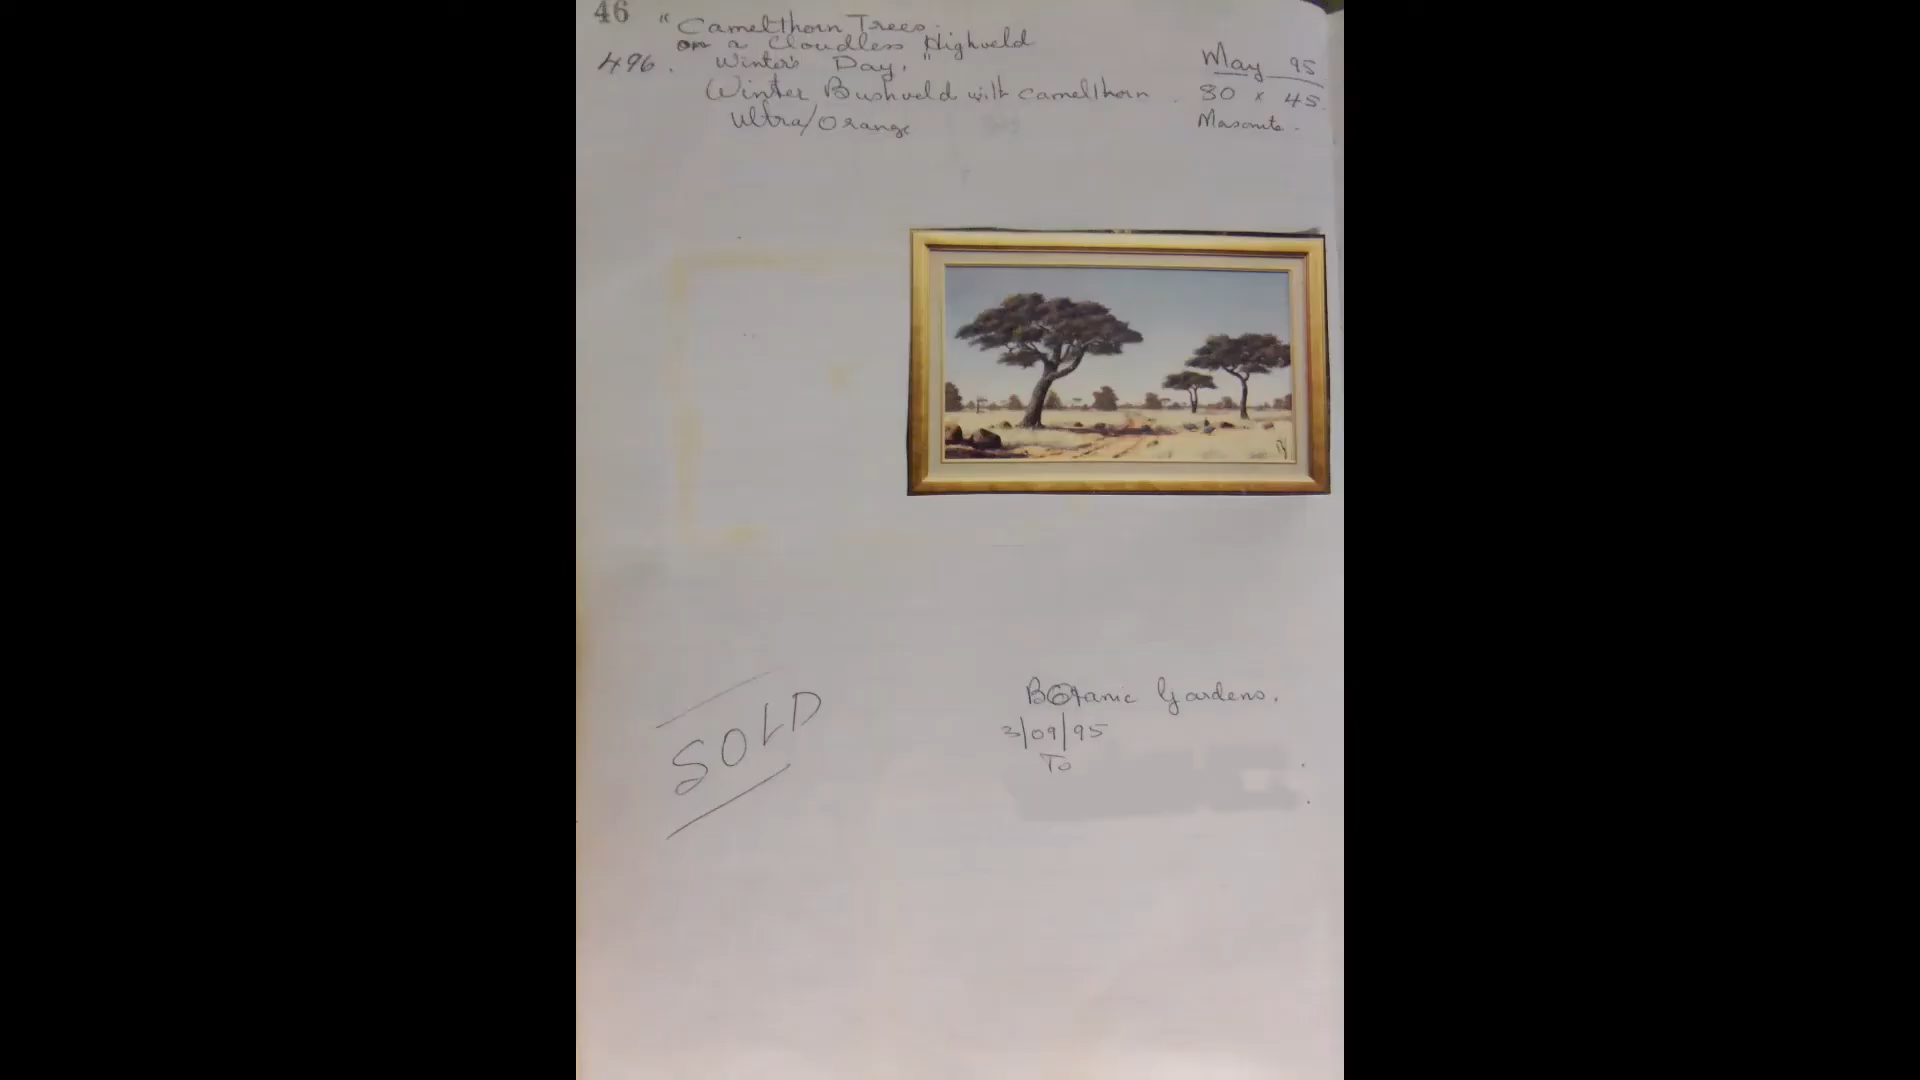 46
"Camelthorn Trees.
on a Cloudless Highveld
496. Winter's Day."
May 95
Winter Bushveld with Camelthorn. 80 x 45.
Ultra/Orange
Masonite.
SOLD
Botanic Gardens.
3/09/95
To